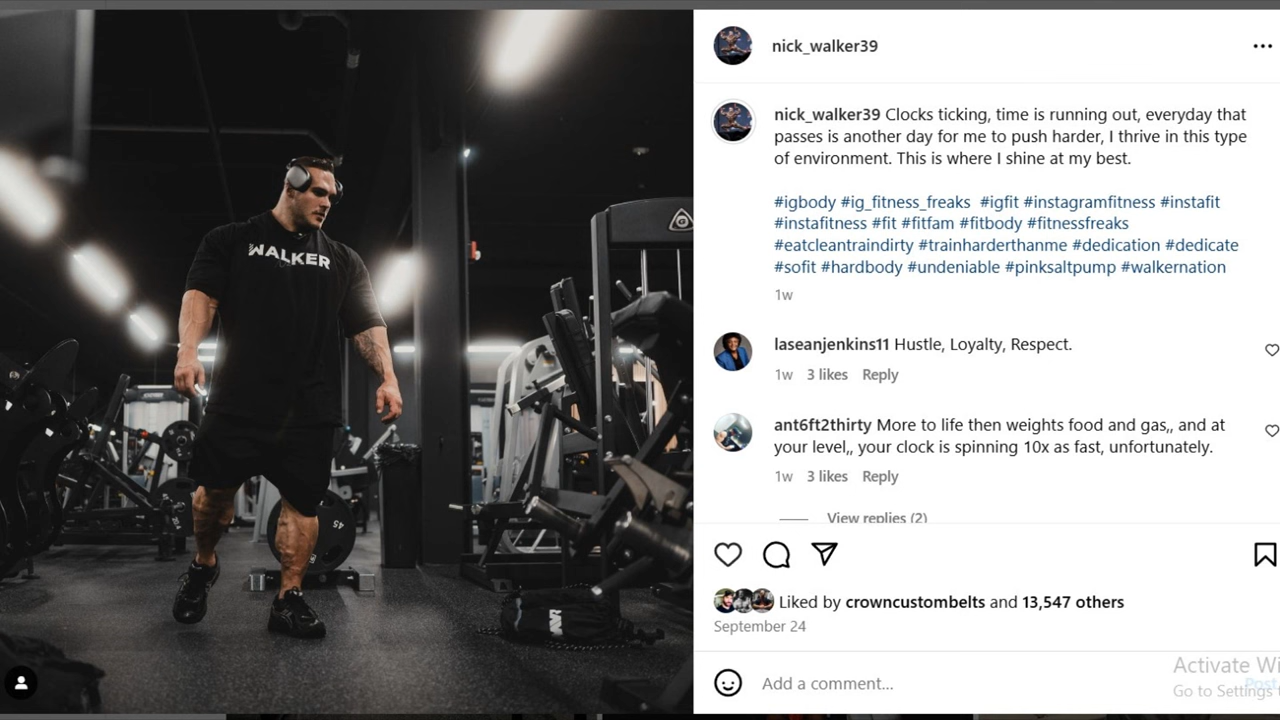 WALKER
45
nick_walker39
nick_walker39 Clocks ticking, time is running out, everyday that
passes is another day for me to push harder, I thrive in this type
of environment. This is where I shine at my best.
#igbody #ig_fitness_freaks #igfit #instagramfitness #instafit
#instafitness #fit #fitfam #fitbody #fitnessfreaks
#eatcleantraindirty #trainharderthanme #dedication #dedicate
#sofit #hardbody #undeniable #pinksaltpump #walkernation
1w
laseanjenkins11 Hustle, Loyalty, Respect.
1w 3 likes Reply
ant6ft2thirty More to life then weights food and gas,, and at
your level,, your clock is spinning 10x as fast, unfortunately.
1w 3 likes Reply
View replies (2)
Liked by crowncustombelts and 13,547 others
September 24
Add a comment...
Post
Activate Wi
Go to Settings t